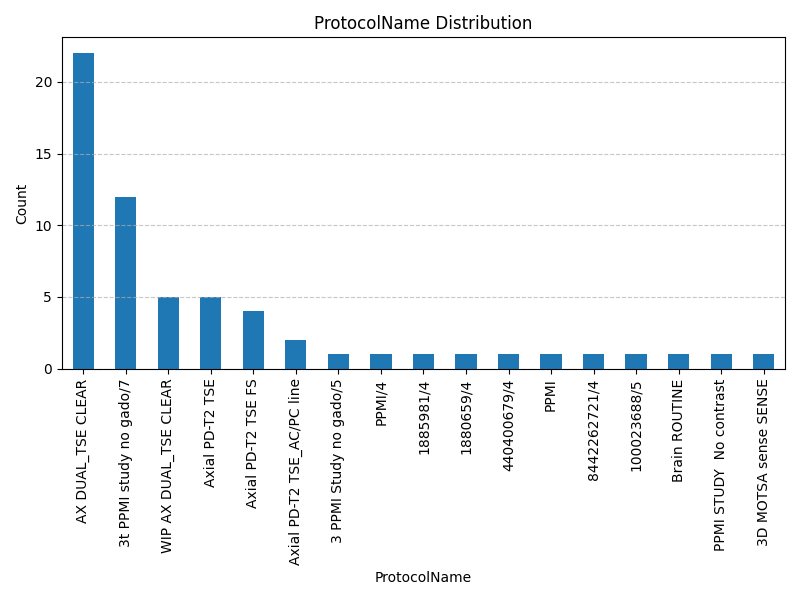 ProtocolName Distribution
Count
20
15
10
5
0
AX DUAL_TSE CLEAR
3t PPMI study no gado/7
WIP AX DUAL_TSE CLEAR
Axial PD-T2 TSE
Axial PD-T2 TSE FS
Axial PD-T2 TSE_AC/PC line
3 PPMI Study no gado/5
PPMI/4
1885981/4
1880659/4
440400679/4
PPMI
8442262721/4
100023688/5
Brain ROUTINE
PPMI STUDY  No contrast
3D MOTSA sense SENSE
ProtocolName